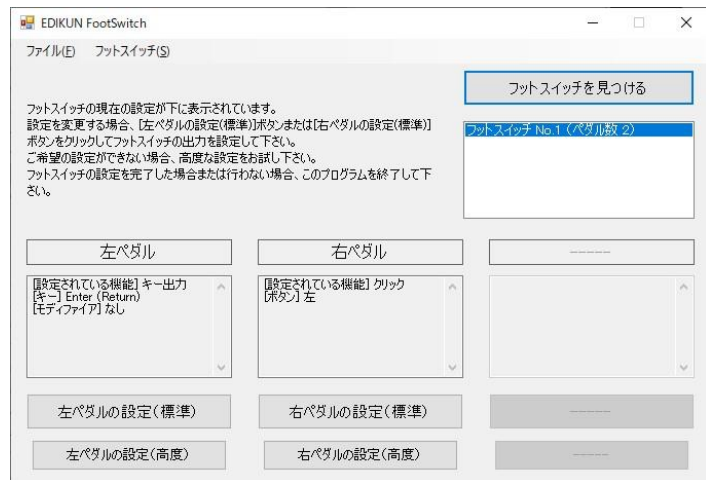 EDIKUN FootSwitch
ファイル(F) フットスイッチ(S)
フットスイッチを見つける
フットスイッチの現在の設定が下に表示されています。
設定を変更する場合、[左ペダルの設定(標準)]ボタンまたは[右ペダルの設定(標準)]
ボタンをクリックしてフットスイッチの出力を設定して下さい。
ご希望の設定ができない場合、高度な設定をお試し下さい。
フットスイッチの設定を完了した場合または行わない場合、このプログラムを終了して下
さい。
フットスイッチ No.1 (ペダル数 2)
左ペダル
右ペダル
-----
[設定されている機能] キー出力
[キー] Enter (Return)
[モディファイア] なし
[設定されている機能] クリック
[ボタン] 左
左ペダルの設定(標準)
右ペダルの設定(標準)
-----
左ペダルの設定(高度)
右ペダルの設定(高度)
-----